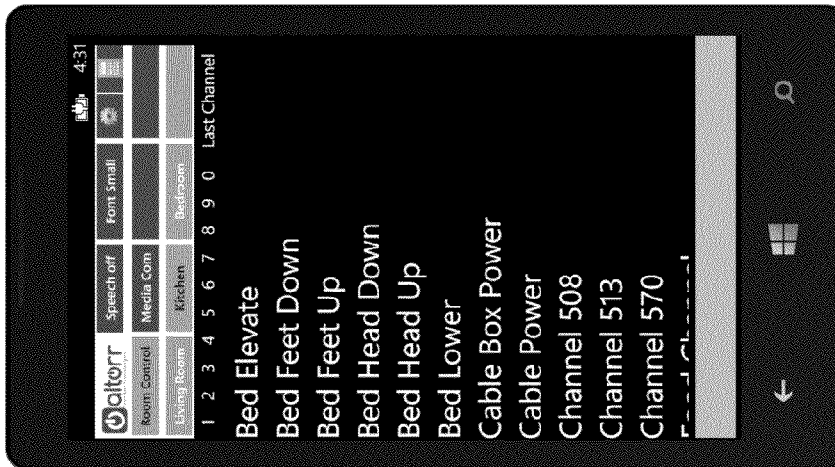 4:31
altorr Speech off Font Small
Room Control Media Com
Living Room Kitchen Bedroom
1 2 3 4 5 6 7 8 9 0 Last Channel
Bed Elevate
Bed Feet Down
Bed Feet Up
Bed Head Down
Bed Head Up
Bed Lower
Cable Box Power
Cable Power
Channel 508
Channel 513
Channel 570